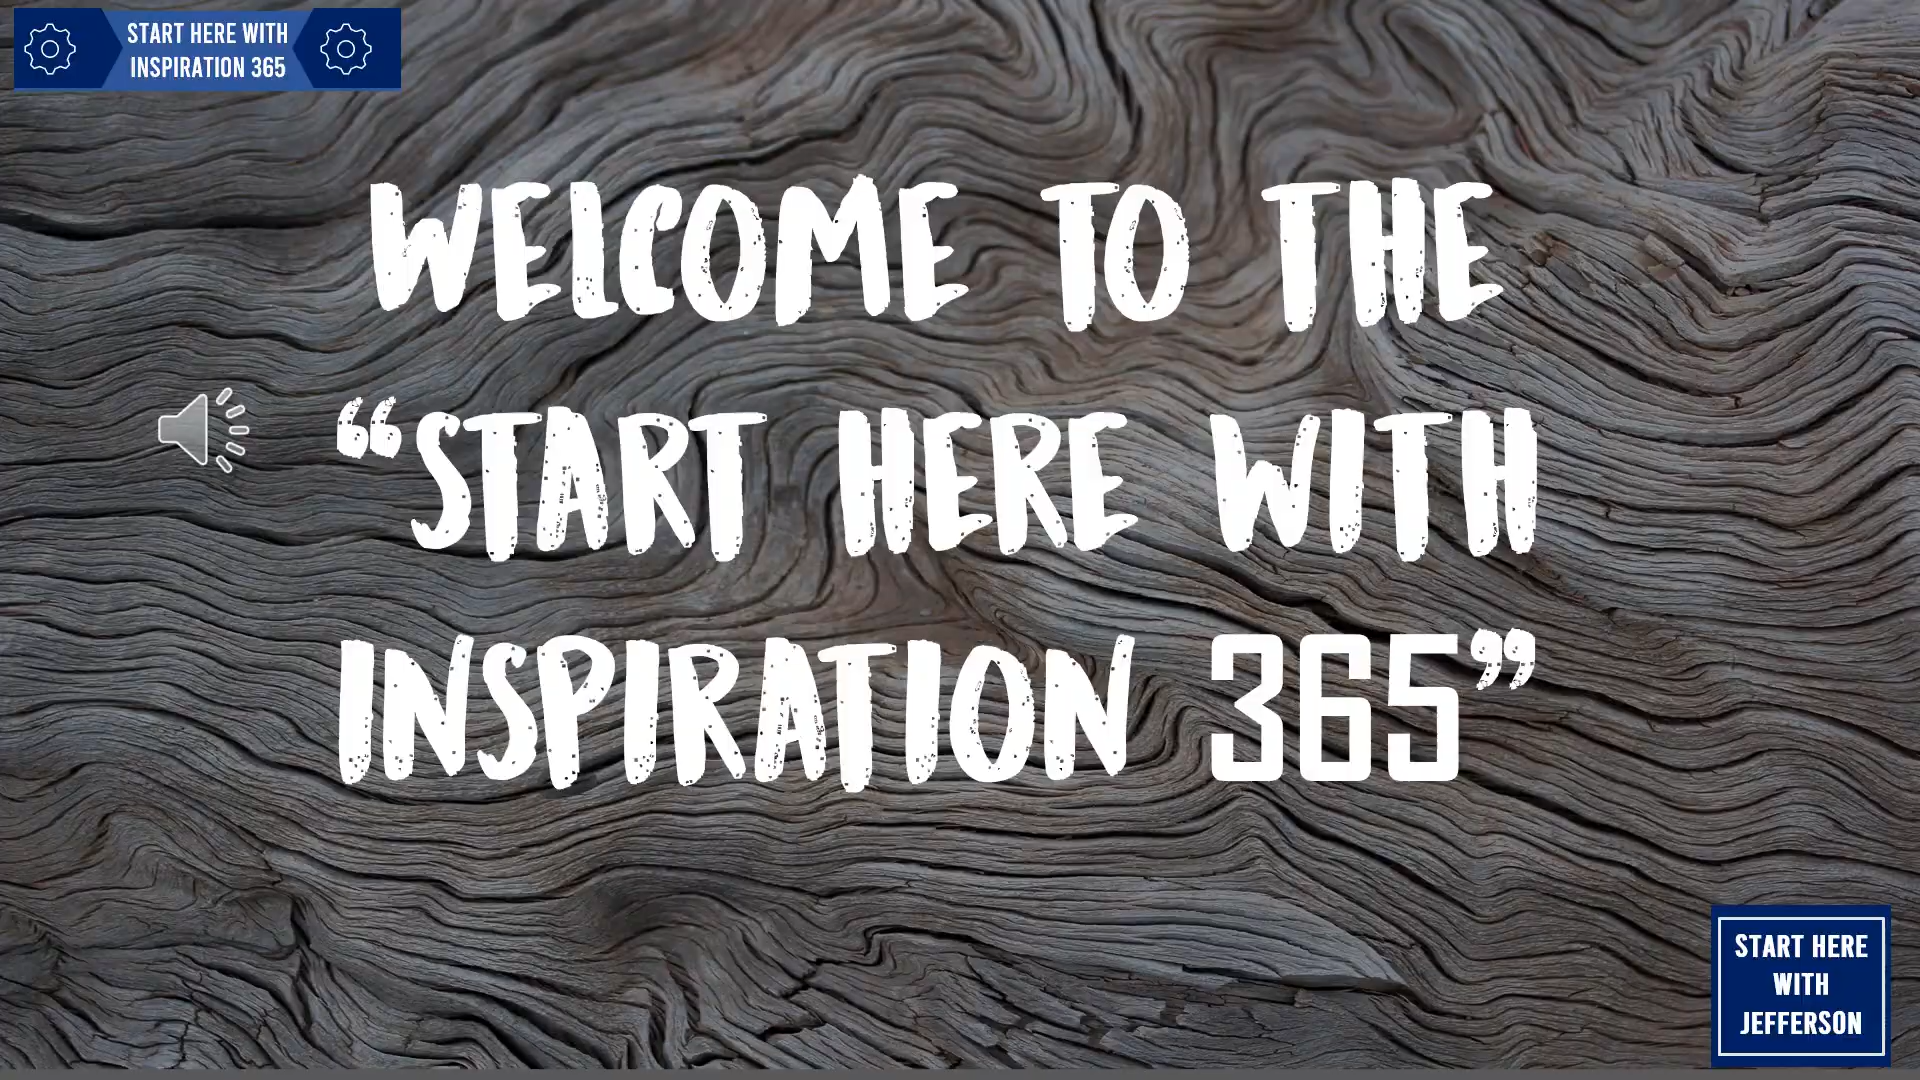 START HERE WITH
INSPIRATION 365
WELCOME TO THE
“START HERE WITH
INSPIRATION 365”
START HERE
WITH
JEFFERSON